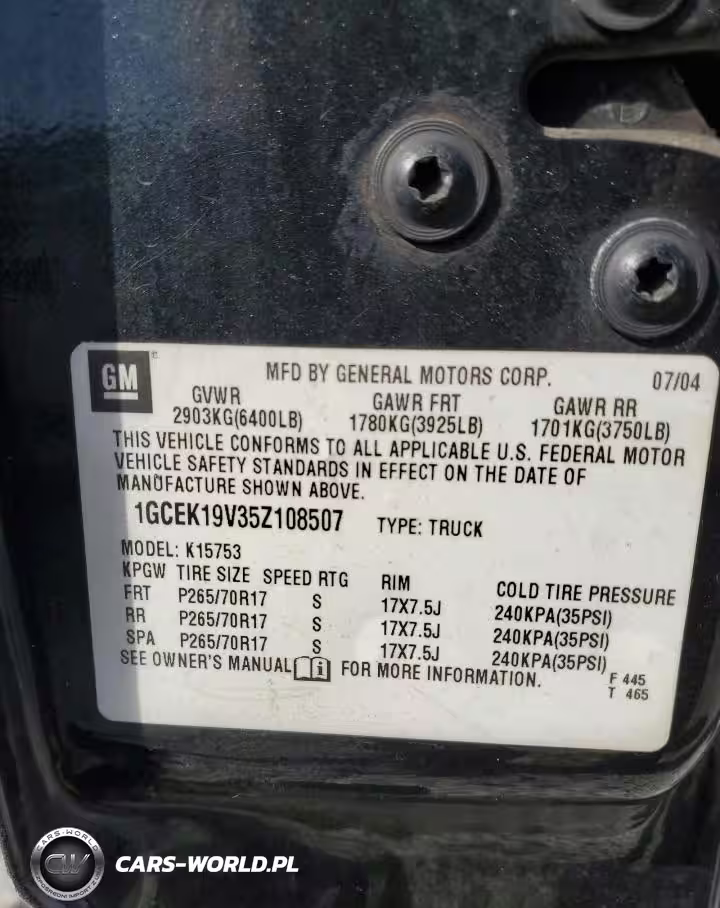 GM
MFD BY GENERAL MOTORS CORP. 07/04
GVWR GAWR FRT GAWR RR
2903KG(6400LB) 1780KG(3925LB) 1701KG(3750LB)
THIS VEHICLE CONFORMS TO ALL APPLICABLE U.S. FEDERAL MOTOR
VEHICLE SAFETY STANDARDS IN EFFECT ON THE DATE OF
MANUFACTURE SHOWN ABOVE.
1GCEK19V35Z108507 TYPE: TRUCK
MODEL: K15753
KPGW TIRE SIZE SPEED RTG RIM COLD TIRE PRESSURE
FRT P265/70R17 S 17X7.5J 240KPA(35PSI)
RR P265/70R17 S 17X7.5J 240KPA(35PSI)
SPA P265/70R17 S 17X7.5J 240KPA(35PSI)
SEE OWNER'S MANUAL FOR MORE INFORMATION.
F 445
T 465
CARS-WORLD
CW
CARS-WORLD.PL